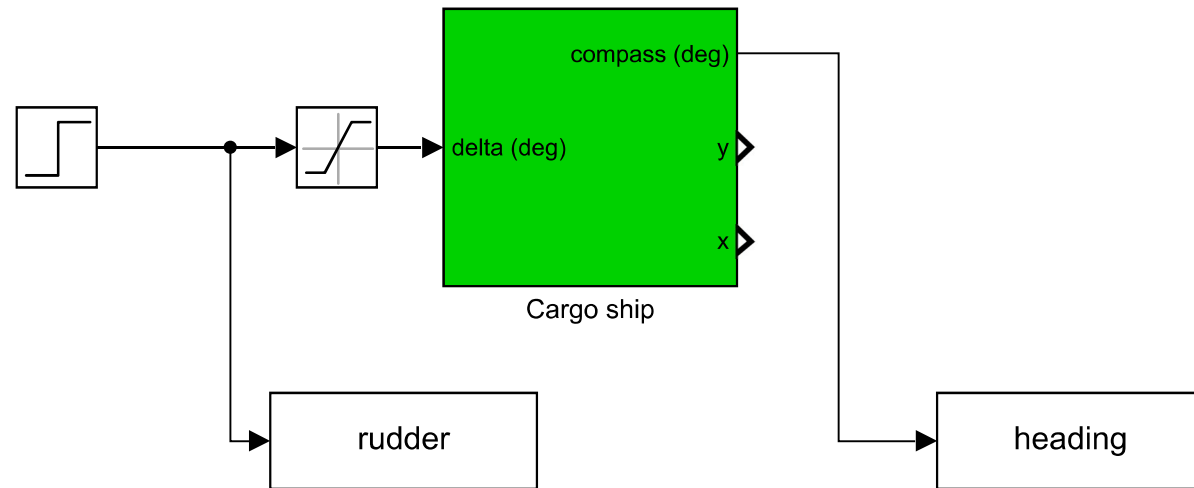 compass (deg)
delta (deg)
y
x
Cargo ship
rudder
heading